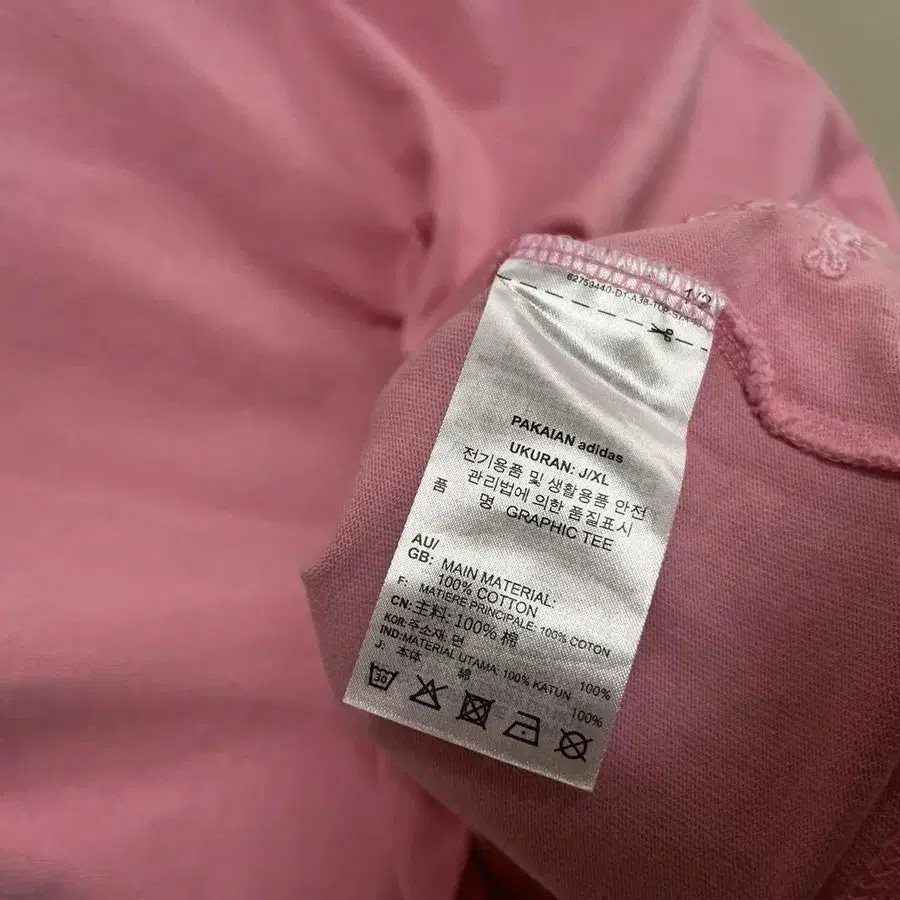 1/2
PAKAIAN adidas
UKURAN: J/XL
전기용품 및 생활용품 안전
관리법에 의한 품질표시
품 명 GRAPHIC TEE
AU/
GB: MAIN MATERIAL:
100% COTTON
F: MATIERE PRINCIPALE: 100% COTON
CN: 主料: 100% 棉
KOR: 주소재: 면 100%
IND: MATERIAL UTAMA: 100% KATUN
J: 本体 綿 100%
30